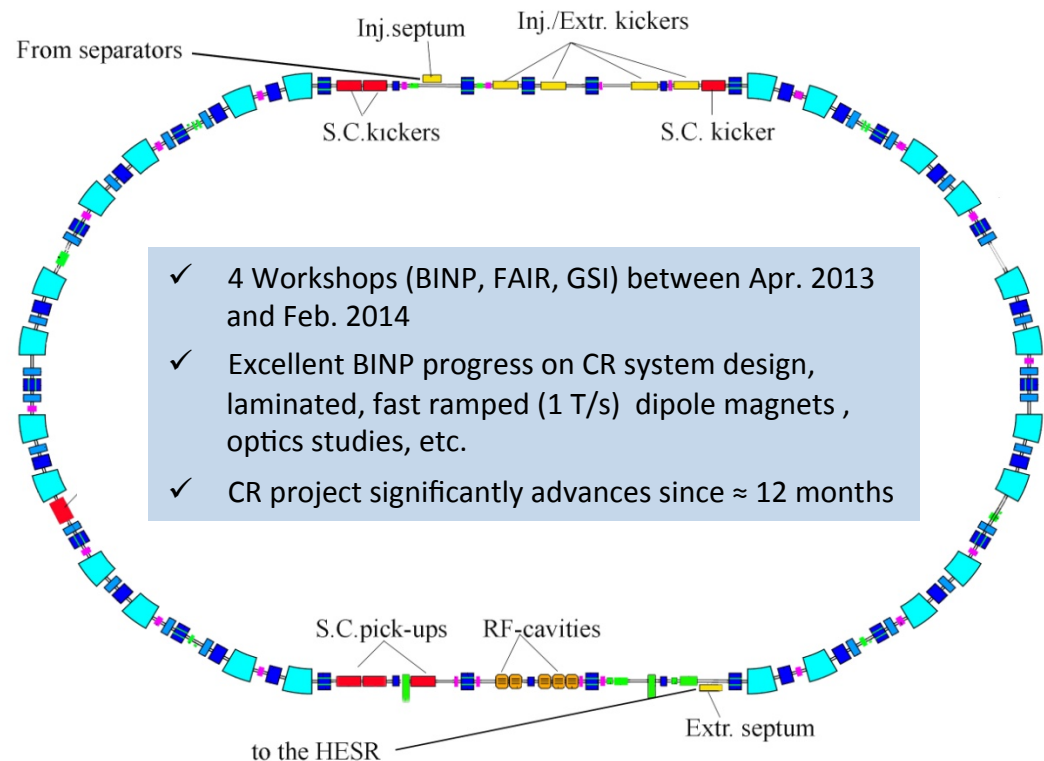 Inj.septum
Inj./Extr. kickers
From separators
S.C.kickers
S.C. kicker
✓ 4 Workshops (BINP, FAIR, GSI) between Apr. 2013
and Feb. 2014
✓ Excellent BINP progress on CR system design,
laminated, fast ramped (1 T/s) dipole magnets ,
optics studies, etc.
✓ CR project significantly advances since ≈ 12 months
S.C.pick-ups
RF-cavities
Extr. septum
to the HESR